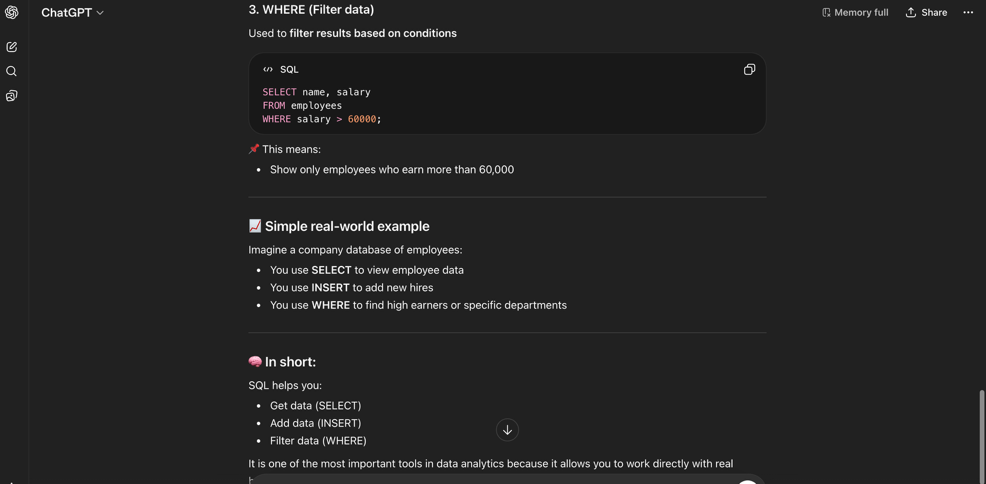 ChatGPT
Memory full
Share
3. WHERE (Filter data)
Used to filter results based on conditions
SQL
SELECT name, salary
FROM employees
WHERE salary > 60000;
📌 This means:
• Show only employees who earn more than 60,000
📈 Simple real-world example
Imagine a company database of employees:
• You use SELECT to view employee data
• You use INSERT to add new hires
• You use WHERE to find high earners or specific departments
🧠 In short:
SQL helps you:
• Get data (SELECT)
• Add data (INSERT)
• Filter data (WHERE)
It is one of the most important tools in data analytics because it allows you to work directly with real